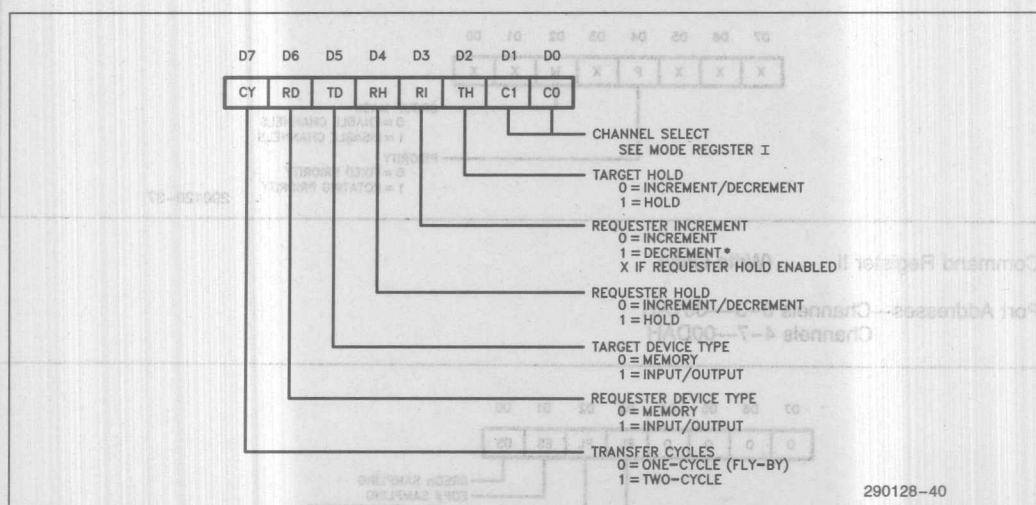 D7 D6 D5 D4 D3 D2 D1 D0
CY RD TD RH RI TH C1 C0
CHANNEL SELECT
SEE MODE REGISTER I
TARGET HOLD
0 = INCREMENT/DECREMENT
1 = HOLD
REQUESTER INCREMENT
0 = INCREMENT
1 = DECREMENT*
X IF REQUESTER HOLD ENABLED
REQUESTER HOLD
0 = INCREMENT/DECREMENT
1 = HOLD
TARGET DEVICE TYPE
0 = MEMORY
1 = INPUT/OUTPUT
REQUESTER DEVICE TYPE
0 = MEMORY
1 = INPUT/OUTPUT
TRANSFER CYCLES
0 = ONE-CYCLE (FLY-BY)
1 = TWO-CYCLE
290128-40